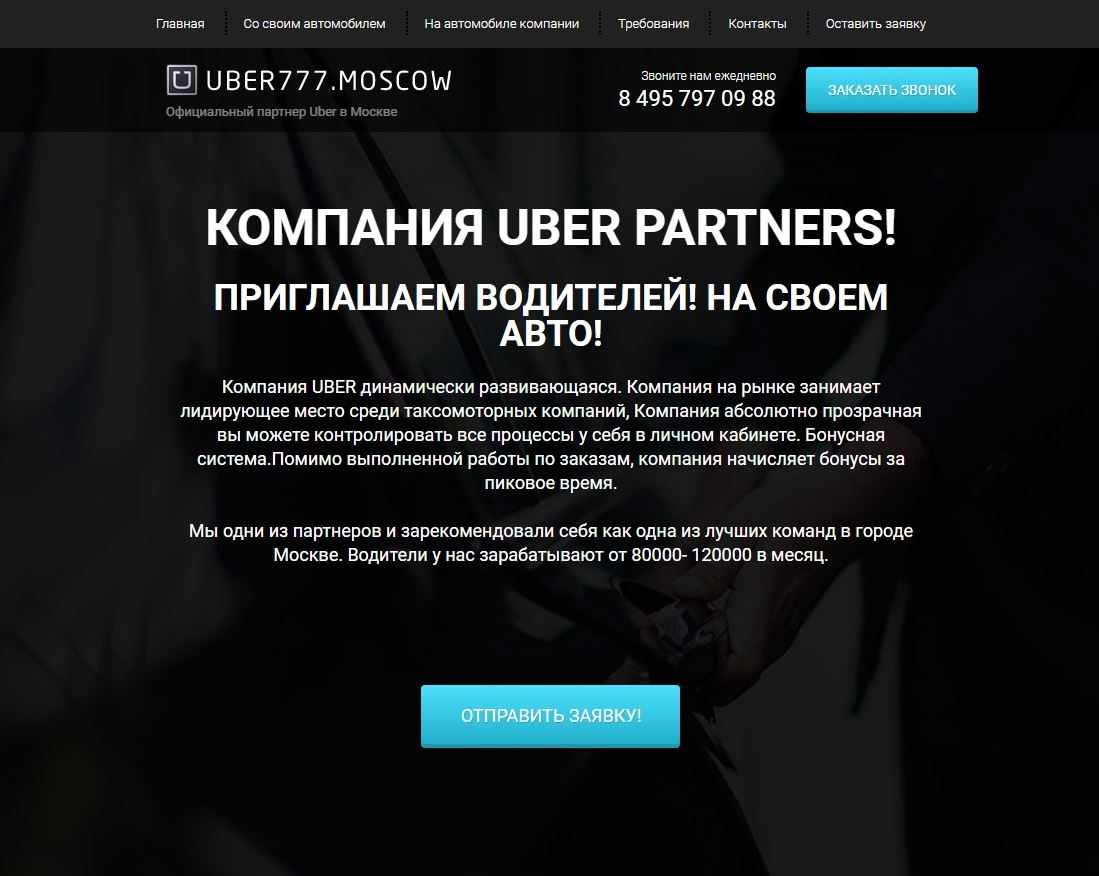 Главная
Со своим автомобилем
На автомобиле компании
Требования
Контакты
Оставить заявку
UBER777.MOSCOW
Официальный партнер Uber в Москве
Звоните нам ежедневно
8 495 797 09 88
ЗАКАЗАТЬ ЗВОНОК
КОМПАНИЯ UBER PARTNERS!
ПРИГЛАШАЕМ ВОДИТЕЛЕЙ! НА СВОЕМ
АВТО!
Компания UBER динамически развивающаяся. Компания на рынке занимает
лидирующее место среди таксомоторных компаний, Компания абсолютно прозрачная
вы можете контролировать все процессы у себя в личном кабинете. Бонусная
система.Помимо выполненной работы по заказам, компания начисляет бонусы за
пиковое время.
Мы одни из партнеров и зарекомендовали себя как одна из лучших команд в городе
Москве. Водители у нас зарабатывают от 80000- 120000 в месяц.
ОТПРАВИТЬ ЗАЯВКУ!